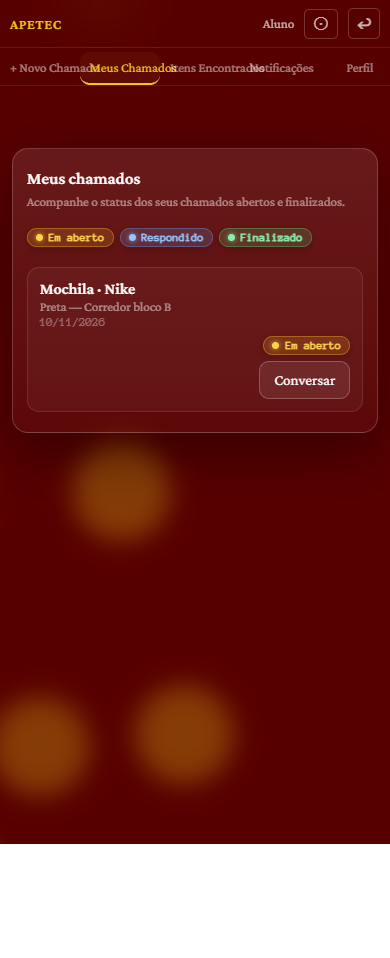 APETEC
Aluno
+ Novo Chamado
Meus Chamados
Itens Encontrados
Notificações
Perfil
Meus chamados
Acompanhe o status dos seus chamados abertos e finalizados.
Em aberto
Respondido
Finalizado
Mochila · Nike
Preta — Corredor bloco B
10/11/2026
Em aberto
Conversar